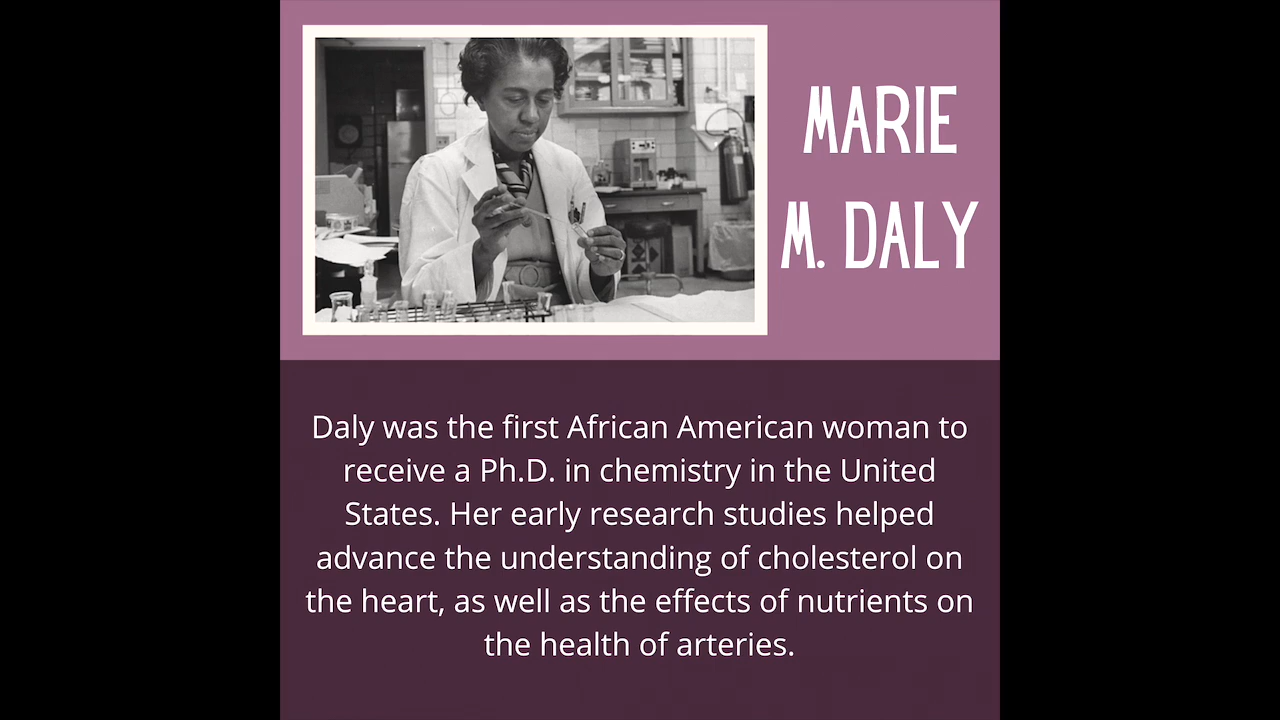 MARIE
M. DALY
Daly was the first African American woman to
receive a Ph.D. in chemistry in the United
States. Her early research studies helped
advance the understanding of cholesterol on
the heart, as well as the effects of nutrients on
the health of arteries.